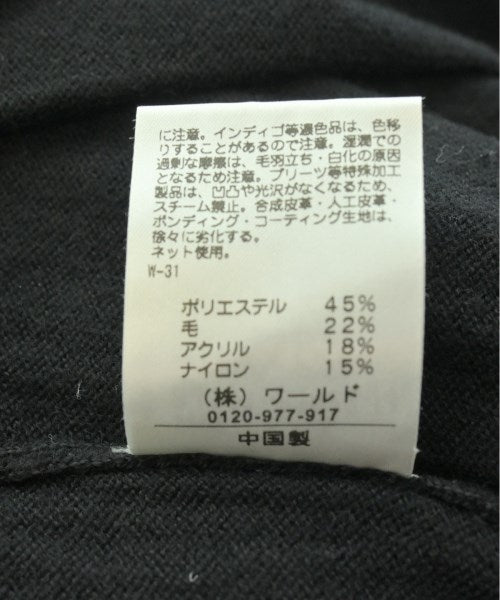 に注意。インディゴ等濃色品は、色移
りすることがあるので注意。湿潤での
過剰な摩擦は、毛羽立ち・白化の原因
となるため注意。プリーツ等特殊加工
製品は、凹凸や光沢がなくなるため、
スチーム禁止。合成皮革・人工皮革・
ボンディング・コーティング生地は、
徐々に劣化する。
ネット使用。
W-31
ポリエステル 45%
毛 22%
アクリル 18%
ナイロン 15%
(株) ワールド
0120-977-917
中国製